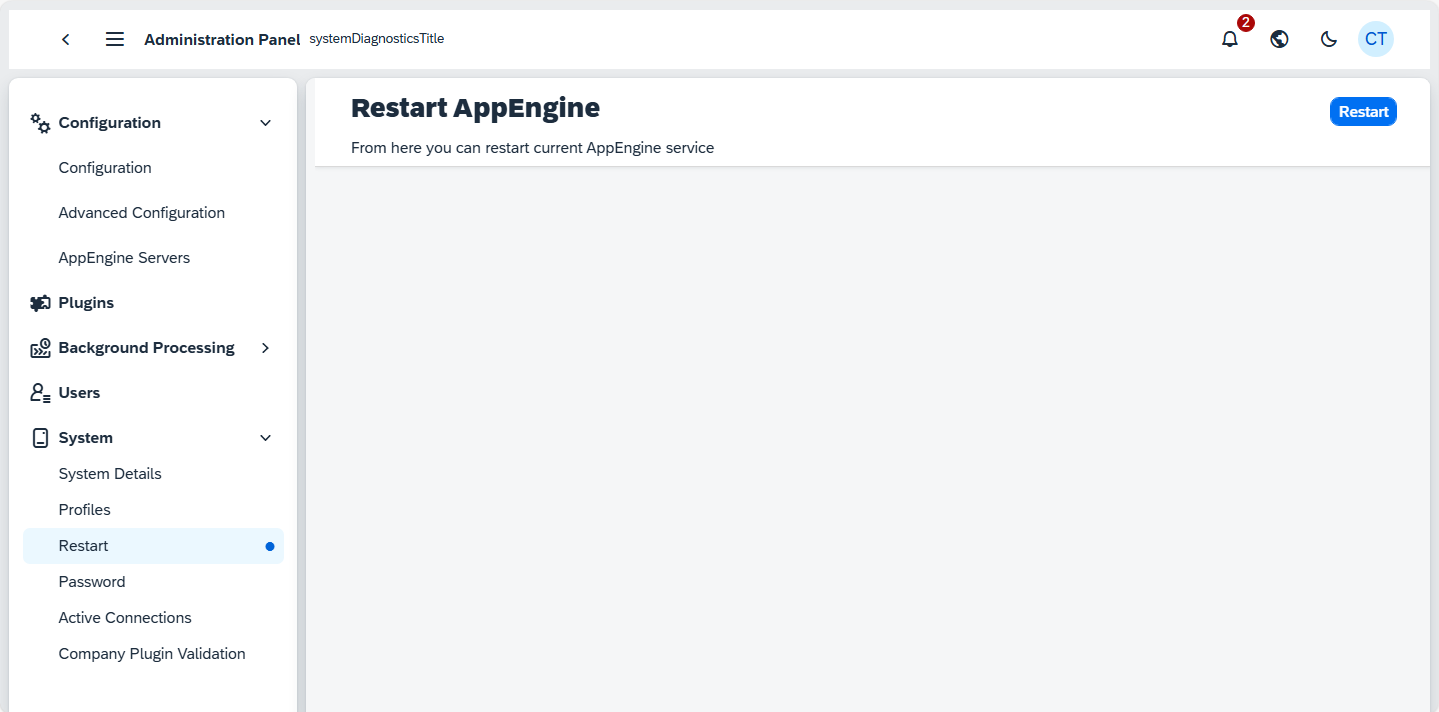 Administration Panel systemDiagnosticsTitle
2
CT
Configuration
Configuration
Advanced Configuration
AppEngine Servers
Plugins
Background Processing
Users
System
System Details
Profiles
Restart
Password
Active Connections
Company Plugin Validation
Restart AppEngine
Restart
From here you can restart current AppEngine service